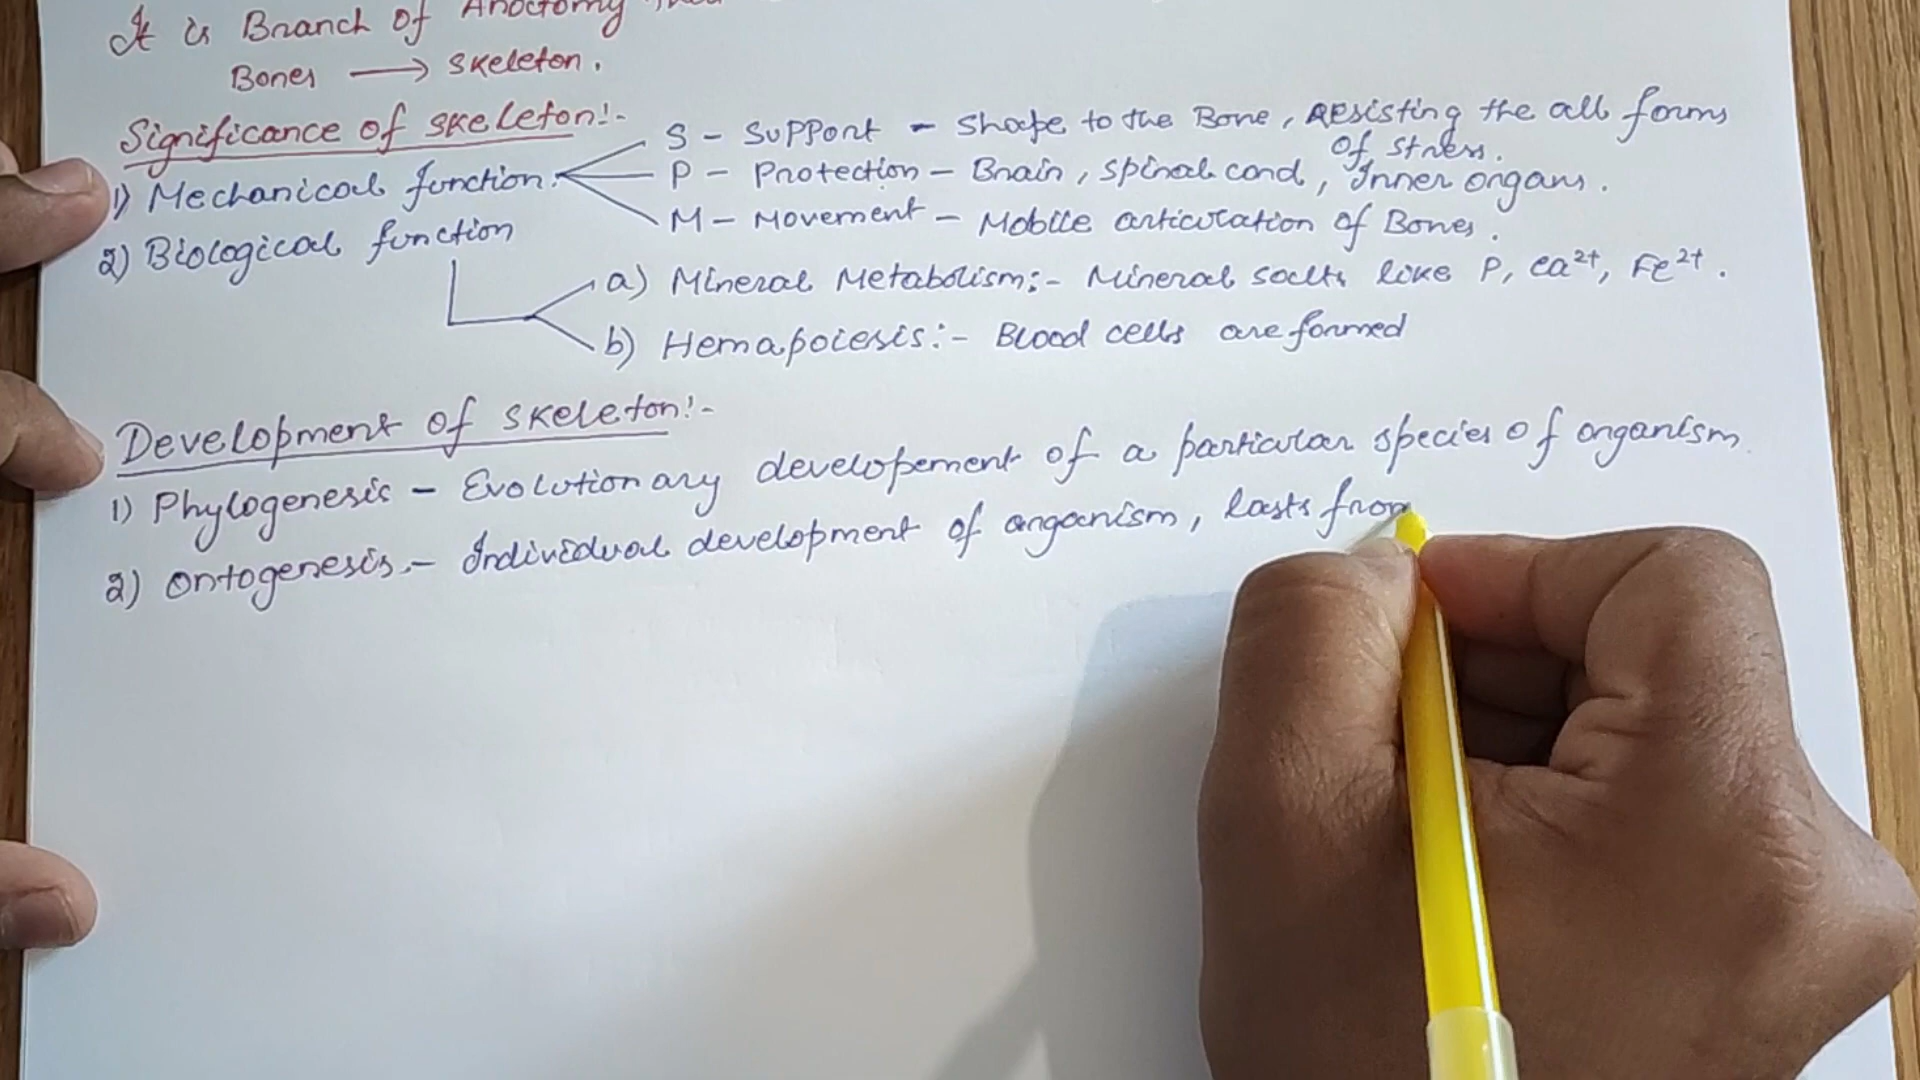 It is Branch of Anoctomy
Bones → Skeleton.
Significance of skeleton:-
1) Mechanical function.
S - Support - Shape to the Bone, Resisting the all forms
of stress.
P - Protection - Brain, spinal cord, Inner organs.
M - Movement - Mobile articulation of Bones.
2) Biological function
a) Mineral Metabolism:- Mineral salts like P, Ca²⁺, Fe²⁺.
b) Hemapoiesis:- Blood cells are formed
Development of skeleton:-
1) Phylogenesis - Evolutionary developement of a particular species of organism
2) Ontogenesis - Individual development of organism, lasts from